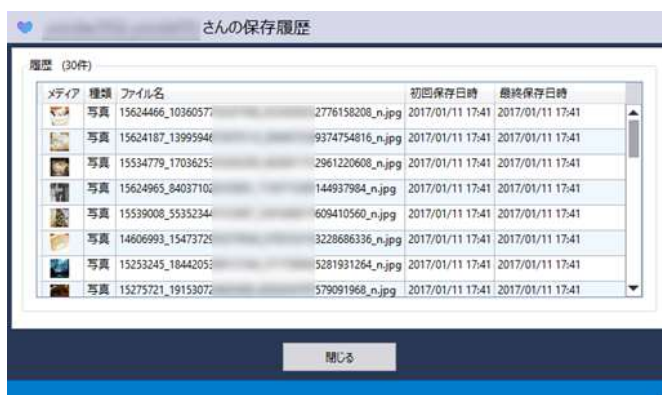 さんの保存履歴
履歴 (30件)
メディア 種類 ファイル名 初回保存日時 最終保存日時
写真 15624466_1036057 2776158208_n.jpg 2017/01/11 17:41 2017/01/11 17:41
写真 15624187_13995946 9374754816_n.jpg 2017/01/11 17:41 2017/01/11 17:41
写真 15534779_17036253 2961220608_n.jpg 2017/01/11 17:41 2017/01/11 17:41
写真 15624965_84037102 144937984_n.jpg 2017/01/11 17:41 2017/01/11 17:41
写真 15539008_55352344 609410560_n.jpg 2017/01/11 17:41 2017/01/11 17:41
写真 14606993_15473729 3228686336_n.jpg 2017/01/11 17:41 2017/01/11 17:41
写真 15253245_18442053 5281931264_n.jpg 2017/01/11 17:41 2017/01/11 17:41
写真 15275721_19153072 579091968_n.jpg 2017/01/11 17:41 2017/01/11 17:41
閉じる